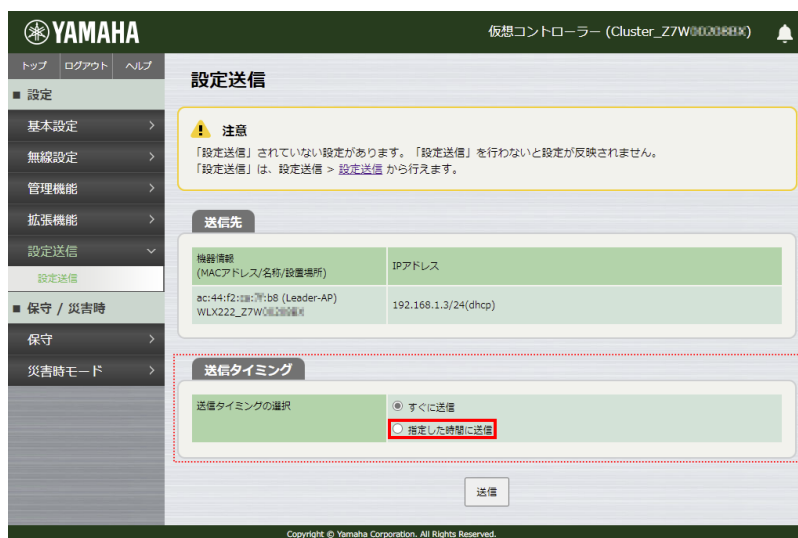 YAMAHA
仮想コントローラー (Cluster_Z7W
トップ ログアウト ヘルプ
設定送信
■ 設定
基本設定
注意
「設定送信」されていない設定があります。「設定送信」を行わないと設定が反映されません。
「設定送信」は、設定送信 > 設定送信 から行えます。
無線設定
管理機能
拡張機能
設定送信
設定送信
■ 保守 / 災害時
保守
災害時モード
送信先
機器情報
(MACアドレス/名称/設置場所)
IPアドレス
ac:44:f2: :b8 (Leader-AP)
WLX222_Z7W
192.168.1.3/24(dhcp)
送信タイミング
送信タイミングの選択
すぐに送信
指定した時間に送信
送信
Copyright © Yamaha Corporation. All Rights Reserved.